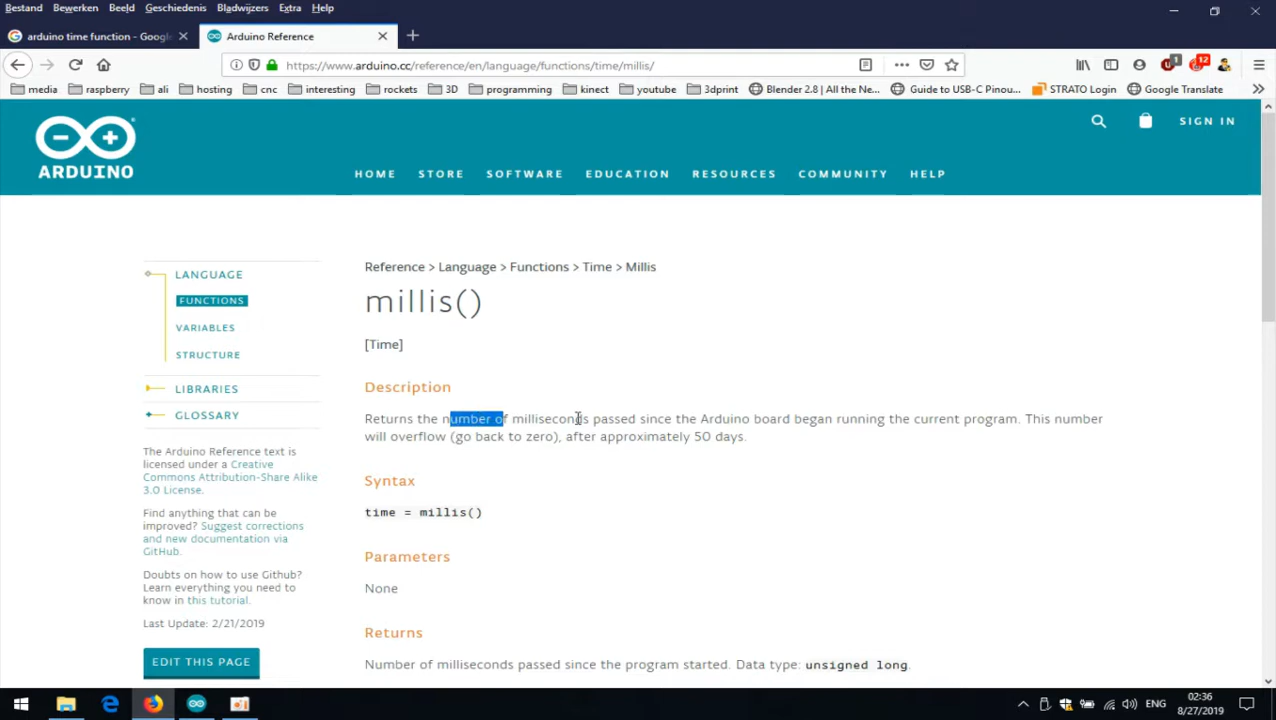 Bestand Bewerken Beeld Geschiedenis Bladwijzers Extra Help
arduino time function - Goog
Arduino Reference
https://www.arduino.cc/reference/en/language/functions/time/millis/
1
12
media raspberry ali hosting cnc interesting rockets 3D programming kinect youtube 3dprint Blender 2.8 | All the Ne... Guide to USB-C Pinou... STRATO Login Google Translate
SIGN IN
ARDUINO
HOME STORE SOFTWARE EDUCATION RESOURCES COMMUNITY HELP
Reference > Language > Functions > Time > Millis
LANGUAGE
FUNCTIONS
VARIABLES
STRUCTURE
LIBRARIES
GLOSSARY
The Arduino Reference text is
licensed under a Creative
Commons Attribution-Share Alike
3.0 License.
Find anything that can be
improved? Suggest corrections
and new documentation via
GitHub.
Doubts on how to use Github?
Learn everything you need to
know in this tutorial.
Last Update: 2/21/2019
EDIT THIS PAGE
millis()
[Time]
Description
Returns the number of milliseconds passed since the Arduino board began running the current program. This number
will overflow (go back to zero), after approximately 50 days.
Syntax
time = millis()
Parameters
None
Returns
Number of milliseconds passed since the program started. Data type: unsigned long.
ENG
02:36
8/27/2019